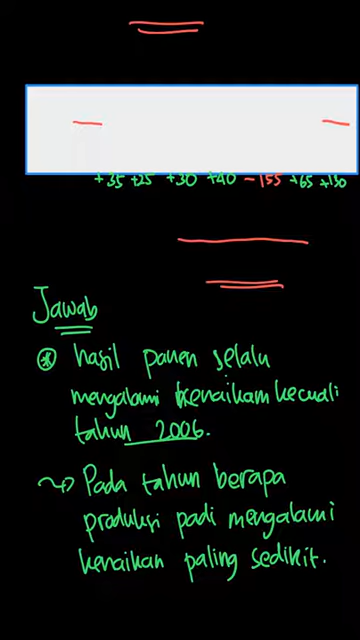 +35 +25 +30 +40 -155 +65 +130
Jawab
* hasil panen selalu
mengalami kenaikan kecuali
tahun 2006.
↝ Pada tahun berapa
produksi padi mengalami
kenaikan paling sedikit.